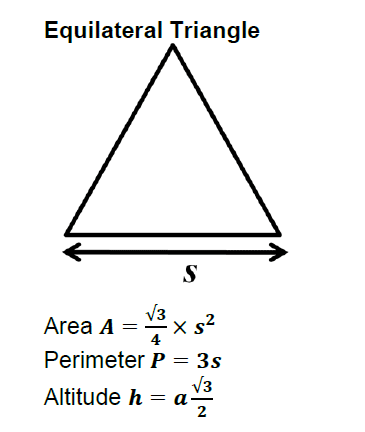 Equilateral Triangle
S
Area A = √3/4 × s²
Perimeter P = 3s
Altitude h = a √3/2